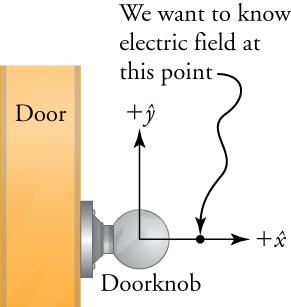 We want to know
electric field at
this point
Door
+ŷ
+x̂
Doorknob